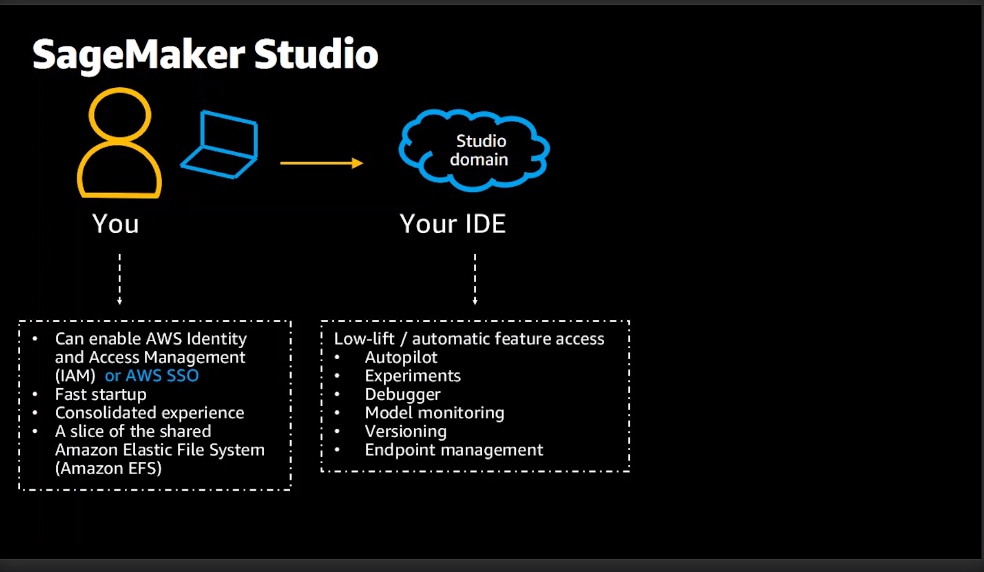 SageMaker Studio
Studio
domain
You
Your IDE
• Can enable AWS Identity
and Access Management
(IAM) or AWS SSO
• Fast startup
• Consolidated experience
• A slice of the shared
Amazon Elastic File System
(Amazon EFS)
Low-lift / automatic feature access
• Autopilot
• Experiments
• Debugger
• Model monitoring
• Versioning
• Endpoint management